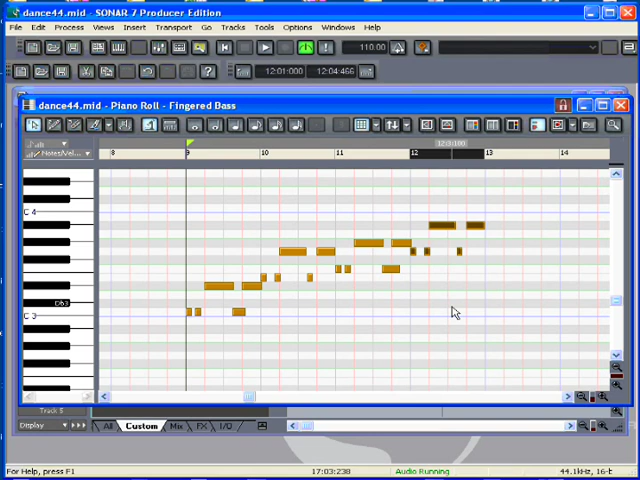 dance44.mid - SONAR 7 Producer Edition
File Edit Process Views Insert Transport Go Tracks Tools Options Windows Help
110.00
12:01:000 12:04:466
dance44.mid - Piano Roll - Fingered Bass
Notes/Vel...
8 9 10 11 12 13 14
C 4
Db3
C 3
Track 5
Display All Custom Mix FX I/O
For Help, press F1 17:03:238 Audio Running 44.1kHz, 16-b